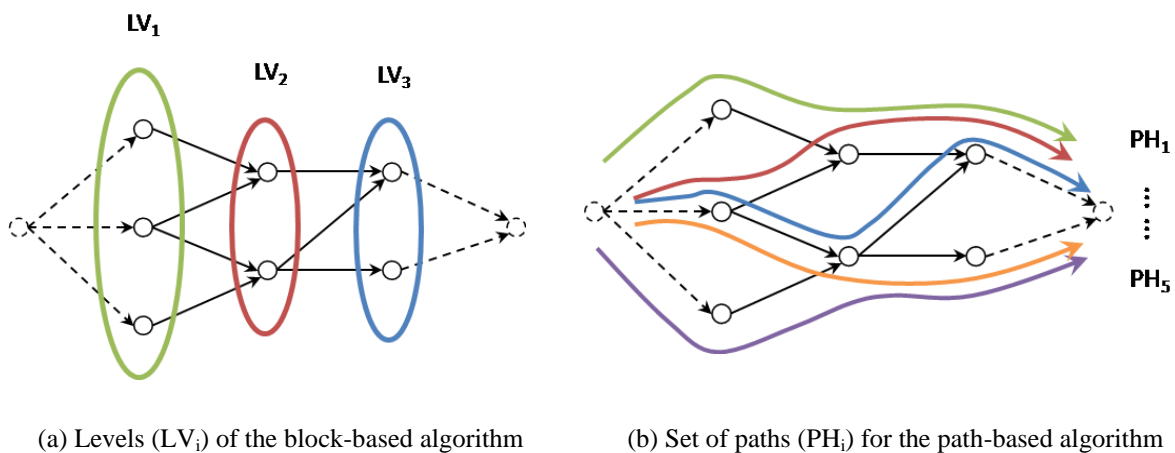 LV₁
LV₂
LV₃
PH₁
... ...
PH₅
(a) Levels (LVᵢ) of the block-based algorithm
(b) Set of paths (PHᵢ) for the path-based algorithm